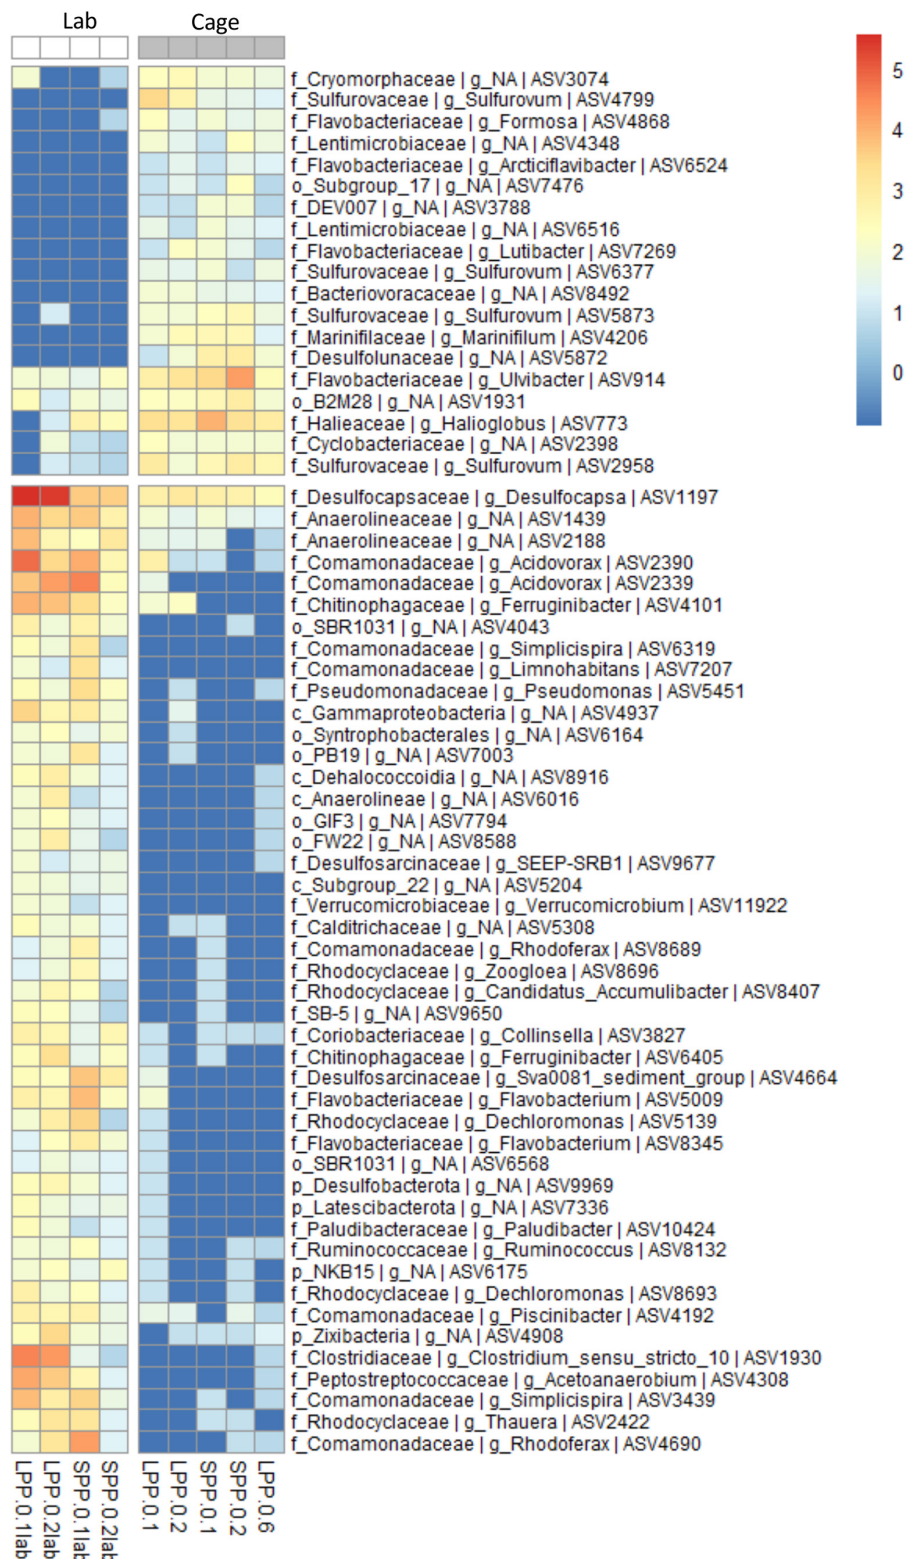 Lab Cage
5
4
3
2
1
0
f_Cryomorphaceae | g_NA | ASV3074
f_Sulfurovaceae | g_Sulfurovum | ASV4799
f_Flavobacteriaceae | g_Formosa | ASV4868
f_Lentimicrobiaceae | g_NA | ASV4348
f_Flavobacteriaceae | g_Arcticiflavibacter | ASV6524
o_Subgroup_17 | g_NA | ASV7476
f_DEV007 | g_NA | ASV3788
f_Lentimicrobiaceae | g_NA | ASV6516
f_Flavobacteriaceae | g_Lutibacter | ASV7269
f_Sulfurovaceae | g_Sulfurovum | ASV6377
f_Bacteriovoracaceae | g_NA | ASV8492
f_Sulfurovaceae | g_Sulfurovum | ASV5873
f_Marinifilaceae | g_Marinifilum | ASV4206
f_Desulfolunaceae | g_NA | ASV5872
f_Flavobacteriaceae | g_Ulvibacter | ASV914
o_B2M28 | g_NA | ASV1931
f_Halieaceae | g_Halioglobus | ASV773
f_Cyclobacteriaceae | g_NA | ASV2398
f_Sulfurovaceae | g_Sulfurovum | ASV2958
f_Desulfocapsaceae | g_Desulfocapsa | ASV1197
f_Anaerolineaceae | g_NA | ASV1439
f_Anaerolineaceae | g_NA | ASV2188
f_Comamonadaceae | g_Acidovorax | ASV2390
f_Comamonadaceae | g_Acidovorax | ASV2339
f_Chitinophagaceae | g_Ferruginibacter | ASV4101
o_SBR1031 | g_NA | ASV4043
f_Comamonadaceae | g_Simplicispira | ASV6319
f_Comamonadaceae | g_Limnohabitans | ASV7207
f_Pseudomonadaceae | g_Pseudomonas | ASV5451
c_Gammaproteobacteria | g_NA | ASV4937
o_Syntrophobacterales | g_NA | ASV6164
o_PB19 | g_NA | ASV7003
c_Dehalococcoidia | g_NA | ASV8916
c_Anaerolineae | g_NA | ASV6016
o_GIF3 | g_NA | ASV7794
o_FW22 | g_NA | ASV8588
f_Desulfosarcinaceae | g_SEEP-SRB1 | ASV9677
c_Subgroup_22 | g_NA | ASV5204
f_Verrucomicrobiaceae | g_Verrucomicrobium | ASV11922
f_Calditrichaceae | g_NA | ASV5308
f_Comamonadaceae | g_Rhodoferax | ASV8689
f_Rhodocyclaceae | g_Zoogloea | ASV8696
f_Rhodocyclaceae | g_Candidatus_Accumulibacter | ASV8407
f_SB-5 | g_NA | ASV9650
f_Coriobacteriaceae | g_Collinsella | ASV3827
f_Chitinophagaceae | g_Ferruginibacter | ASV6405
f_Desulfosarcinaceae | g_Sva0081_sediment_group | ASV4664
f_Flavobacteriaceae | g_Flavobacterium | ASV5009
f_Rhodocyclaceae | g_Dechloromonas | ASV5139
f_Flavobacteriaceae | g_Flavobacterium | ASV8345
o_SBR1031 | g_NA | ASV6568
p_Desulfobacterota | g_NA | ASV9969
p_Latescibacterota | g_NA | ASV7336
f_Paludibacteraceae | g_Paludibacter | ASV10424
f_Ruminococcaceae | g_Ruminococcus | ASV8132
p_NKB15 | g_NA | ASV6175
f_Rhodocyclaceae | g_Dechloromonas | ASV8693
f_Comamonadaceae | g_Piscinibacter | ASV4192
p_Zixibacteria | g_NA | ASV4908
f_Clostridiaceae | g_Clostridium_sensu_stricto_10 | ASV1930
f_Peptostreptococcaceae | g_Acetoanaerobium | ASV4308
f_Comamonadaceae | g_Simplicispira | ASV3439
f_Rhodocyclaceae | g_Thauera | ASV2422
f_Comamonadaceae | g_Rhodoferax | ASV4690
LPP.0.1lab
LPP.0.2lab
SPP.0.1lab
SPP.0.2lab
LPP.0.1
LPP.0.2
SPP.0.1
SPP.0.2
LPP.0.6